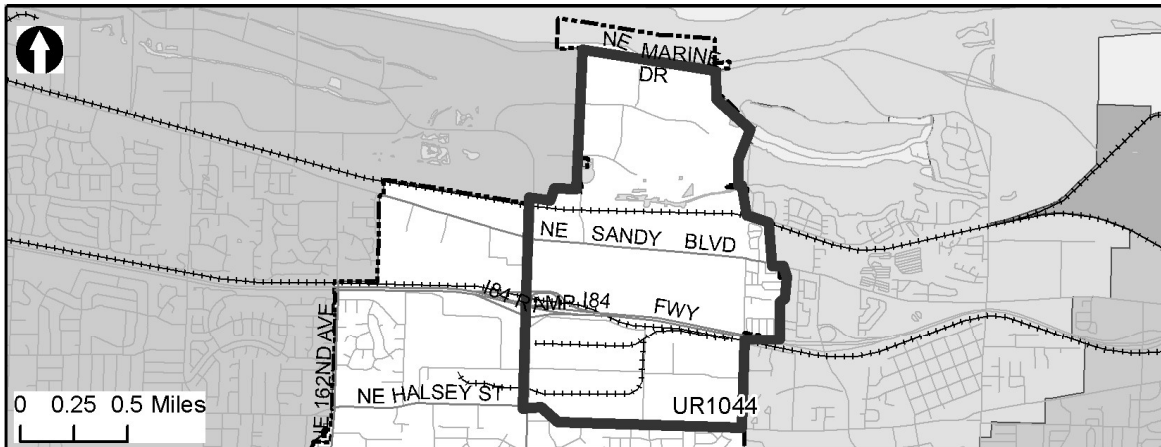 NE MARINE
DR
NE SANDY BLVD
I84 RAMP I84 FWY
NE 162ND AVE
NE HALSEY ST
UR1044
0 0.25 0.5 Miles